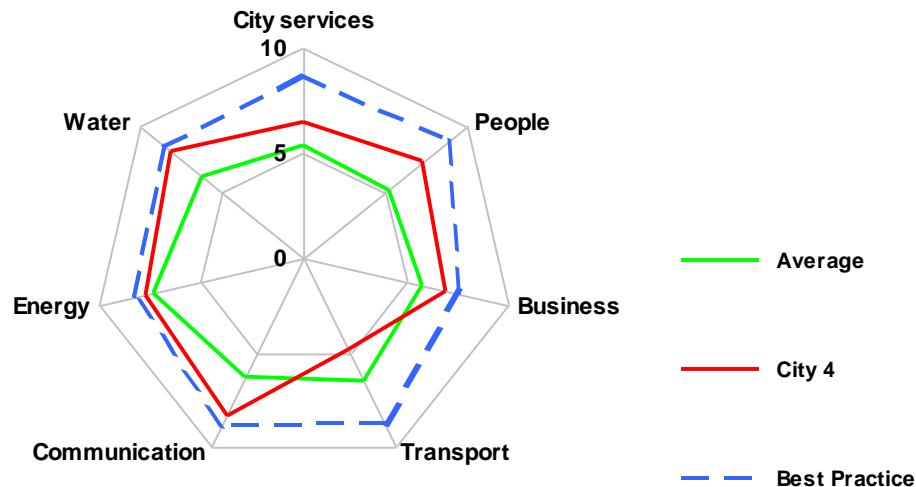 City services
10
Water
People
5
0
Average
Energy
Business
City 4
Communication
Transport
Best Practice